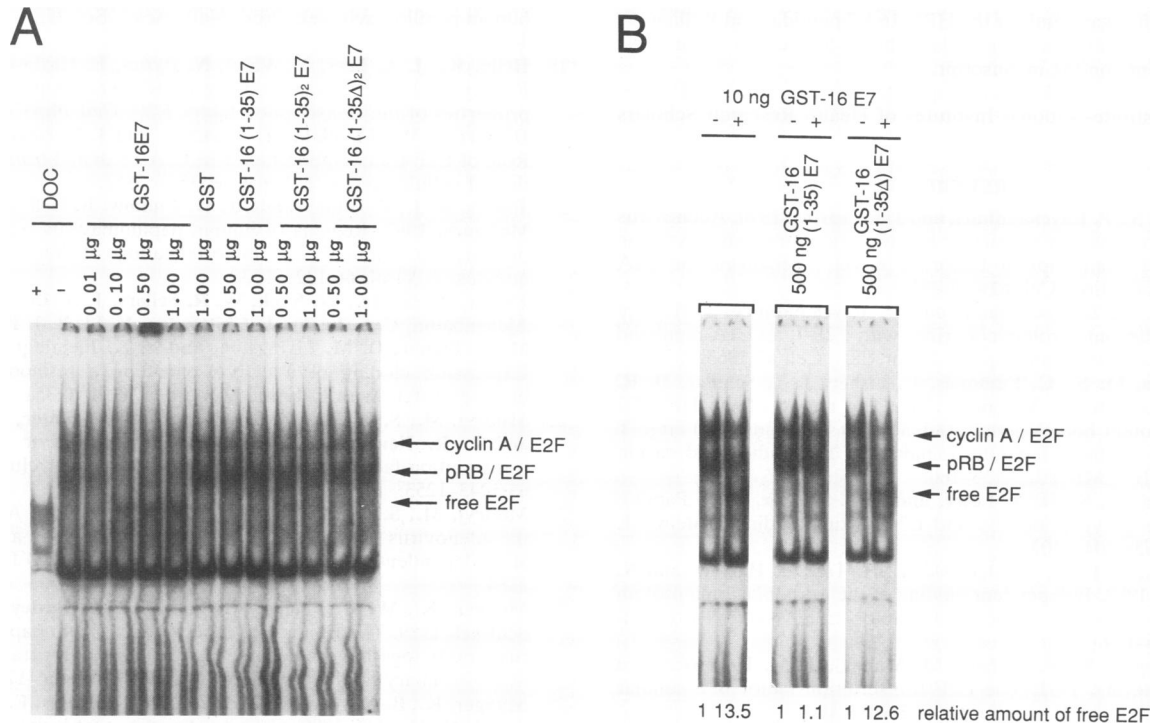 A
DOC
GST-16E7
GST
GST-16 (1-35) E7
GST-16 (1-35)₂ E7
GST-16 (1-35Δ)₂ E7
+
–
0.01 µg
0.10 µg
0.50 µg
1.00 µg
1.00 µg
0.50 µg
1.00 µg
0.50 µg
1.00 µg
0.50 µg
1.00 µg
cyclin A / E2F
pRB / E2F
free E2F
B
10 ng GST-16 E7
+ + +
500 ng GST-16 (1-35) E7
500 ng GST-16 (1-35Δ) E7
cyclin A / E2F
pRB / E2F
free E2F
1 13.5 1 1.1 1 12.6 relative amount of free E2F